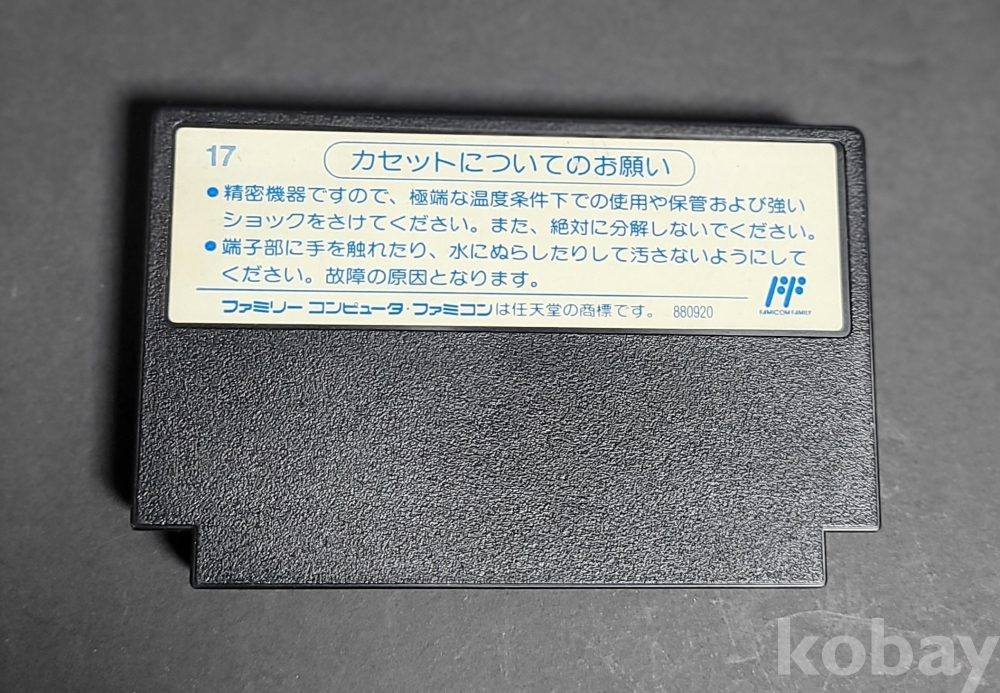 17
カセットについてのお願い
●精密機器ですので、極端な温度条件下での使用や保管および強い
ショックをさけてください。また、絶対に分解しないでください。
●端子部に手を触れたり、水にぬらしたりして汚さないようにして
ください。故障の原因となります。
FAMICOM FAMILY
ファミリー コンピュータ・ファミコンは任天堂の商標です。 880920
kobay